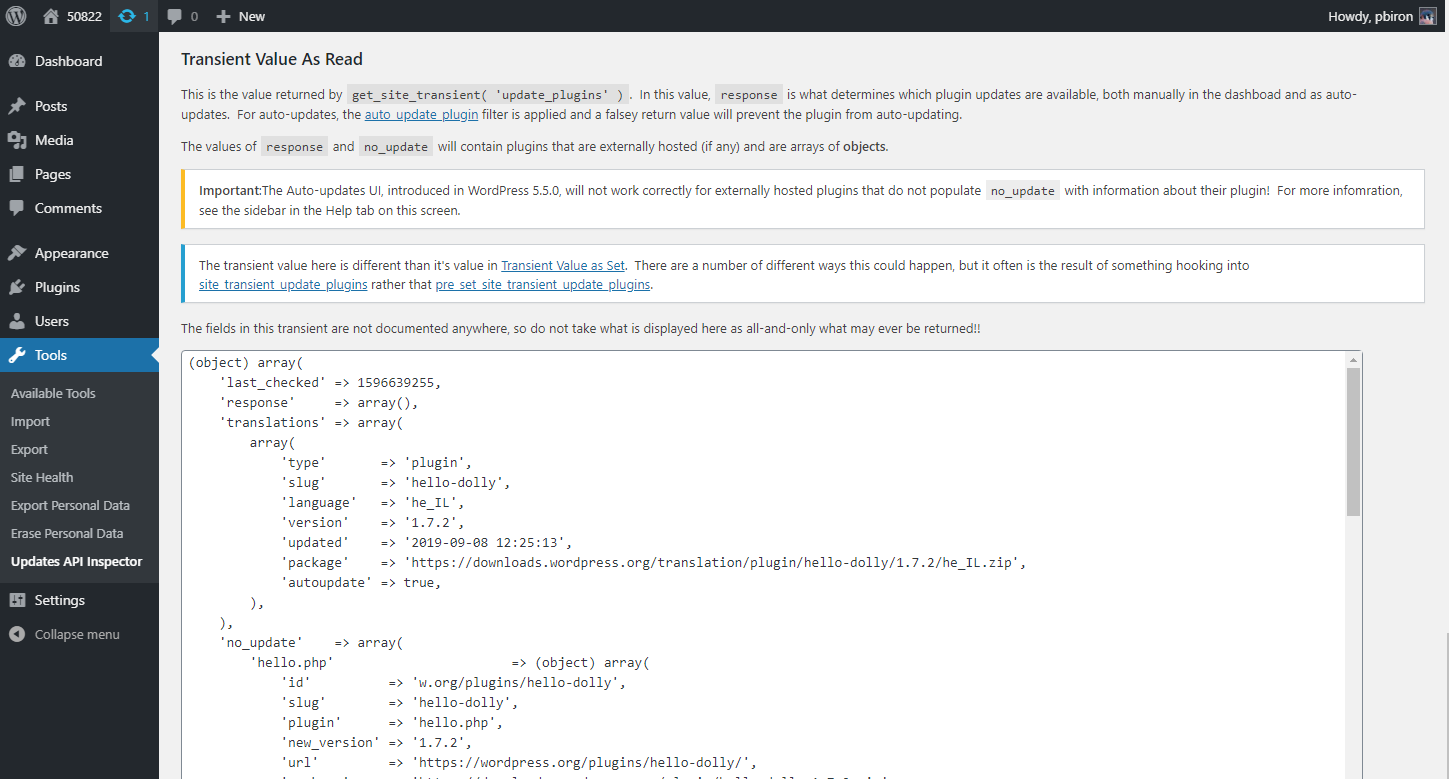 50822 1 0 New Howdy, pbiron
Dashboard
Posts
Media
Pages
Comments
Appearance
Plugins
Users
Tools
Available Tools
Import
Export
Site Health
Export Personal Data
Erase Personal Data
Updates API Inspector
Settings
Collapse menu
Transient Value As Read
This is the value returned by get_site_transient( 'update_plugins' ) . In this value, response is what determines which plugin updates are available, both manually in the dashboad and as auto-
updates. For auto-updates, the auto_update_plugin filter is applied and a falsey return value will prevent the plugin from auto-updating.
The values of response and no_update will contain plugins that are externally hosted (if any) and are arrays of objects.
Important:The Auto-updates UI, introduced in WordPress 5.5.0, will not work correctly for externally hosted plugins that do not populate no_update with information about their plugin! For more infomration,
see the sidebar in the Help tab on this screen.
The transient value here is different than it's value in Transient Value as Set. There are a number of different ways this could happen, but it often is the result of something hooking into
site_transient_update_plugins rather that pre_set_site_transient_update_plugins.
The fields in this transient are not documented anywhere, so do not take what is displayed here as all-and-only what may ever be returned!!
(object) array(
'last_checked' => 1596639255,
'response' => array(),
'translations' => array(
array(
'type' => 'plugin',
'slug' => 'hello-dolly',
'language' => 'he_IL',
'version' => '1.7.2',
'updated' => '2019-09-08 12:25:13',
'package' => 'https://downloads.wordpress.org/translation/plugin/hello-dolly/1.7.2/he_IL.zip',
'autoupdate' => true,
),
),
'no_update' => array(
'hello.php' => (object) array(
'id' => 'w.org/plugins/hello-dolly',
'slug' => 'hello-dolly',
'plugin' => 'hello.php',
'new_version' => '1.7.2',
'url' => 'https://wordpress.org/plugins/hello-dolly/',